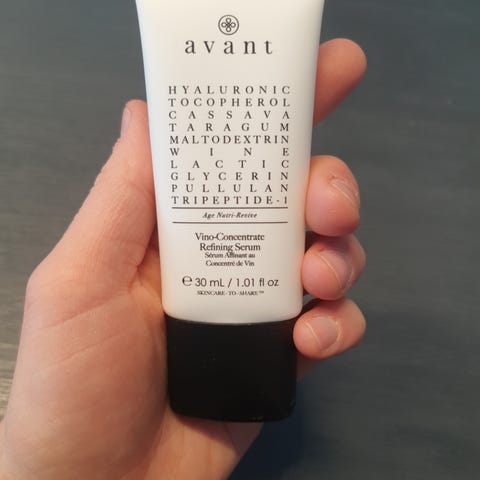 avant
HYALURONIC
TOCOPHEROL
CASSAVA
TARAGUM
MALTODEXTRIN
WINE
LACTIC
GLYCERIN
PULLULAN
TRIPEPTIDE-1
Age Nutri-Revive
Vino-Concentrate
Refining Serum
Sérum Affinant au
Concentré de Vin
℮ 30 mL / 1.01 fl oz
SKINCARE-TO-SHARE™